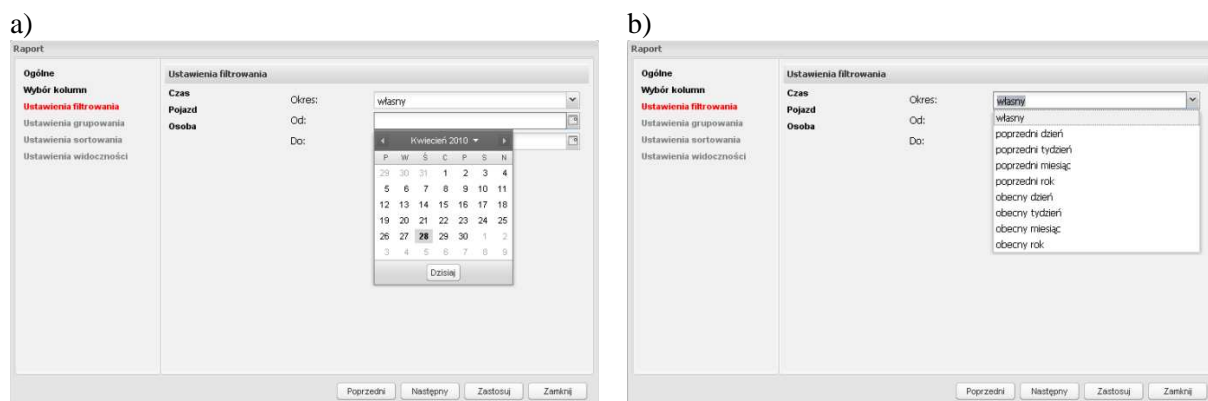 a)
Raport
Ogólne
Wybór kolumn
Ustawienia filtrowania
Ustawienia grupowania
Ustawienia sortowania
Ustawienia widoczności
Ustawienia filtrowania
Czas
Pojazd
Osoba
Okres: własny
Od:
Do:
Kwiecień 2010
P W Ś C P S N
29 30 31 1 2 3 4
5 6 7 8 9 10 11
12 13 14 15 16 17 18
19 20 21 22 23 24 25
26 27 28 29 30 1 2
3 4 5 6 7 8 9
Dzisiaj
Poprzedni Następny Zastosuj Zamknij
b)
Raport
Ogólne
Wybór kolumn
Ustawienia filtrowania
Ustawienia grupowania
Ustawienia sortowania
Ustawienia widoczności
Ustawienia filtrowania
Czas
Pojazd
Osoba
Okres: własny
Od:
Do:
własny
poprzedni dzień
poprzedni tydzień
poprzedni miesiąc
poprzedni rok
obecny dzień
obecny tydzień
obecny miesiąc
obecny rok
Poprzedni Następny Zastosuj Zamknij